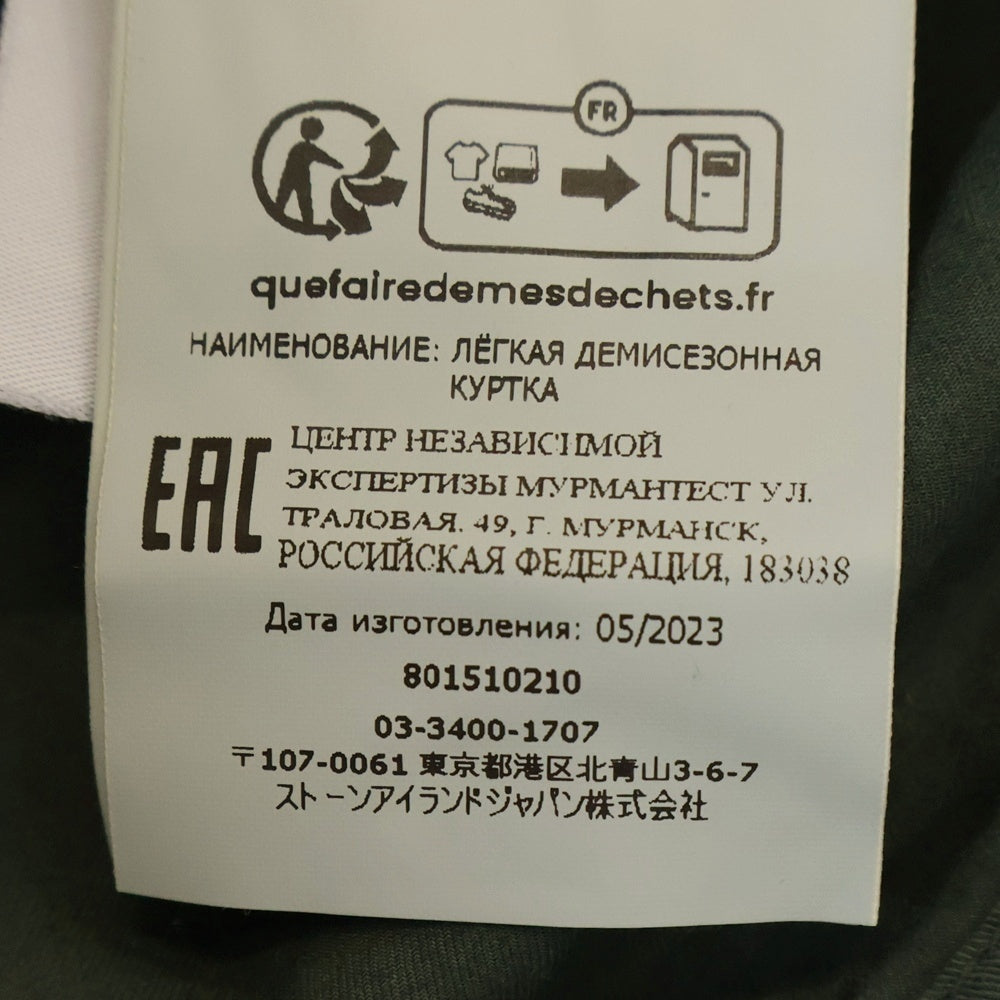 FR
quefairedemesdechets.fr
НАИМЕНОВАНИЕ: ЛЁГКАЯ ДЕМИСЕЗОННАЯ
КУРТКА
EAC
ЦЕНТР НЕЗАВИСИМОЙ
ЭКСПЕРТИЗЫ МУРМАНТЕСТ УЛ.
ТРАЛОВАЯ. 49, Г. МУРМАНСК,
РОССИЙСКАЯ ФЕДЕРАЦИЯ, 183038
Дата изготовления: 05/2023
801510210
03-3400-1707
〒107-0061 東京都港区北青山3-6-7
ストーンアイランドジャパン株式会社